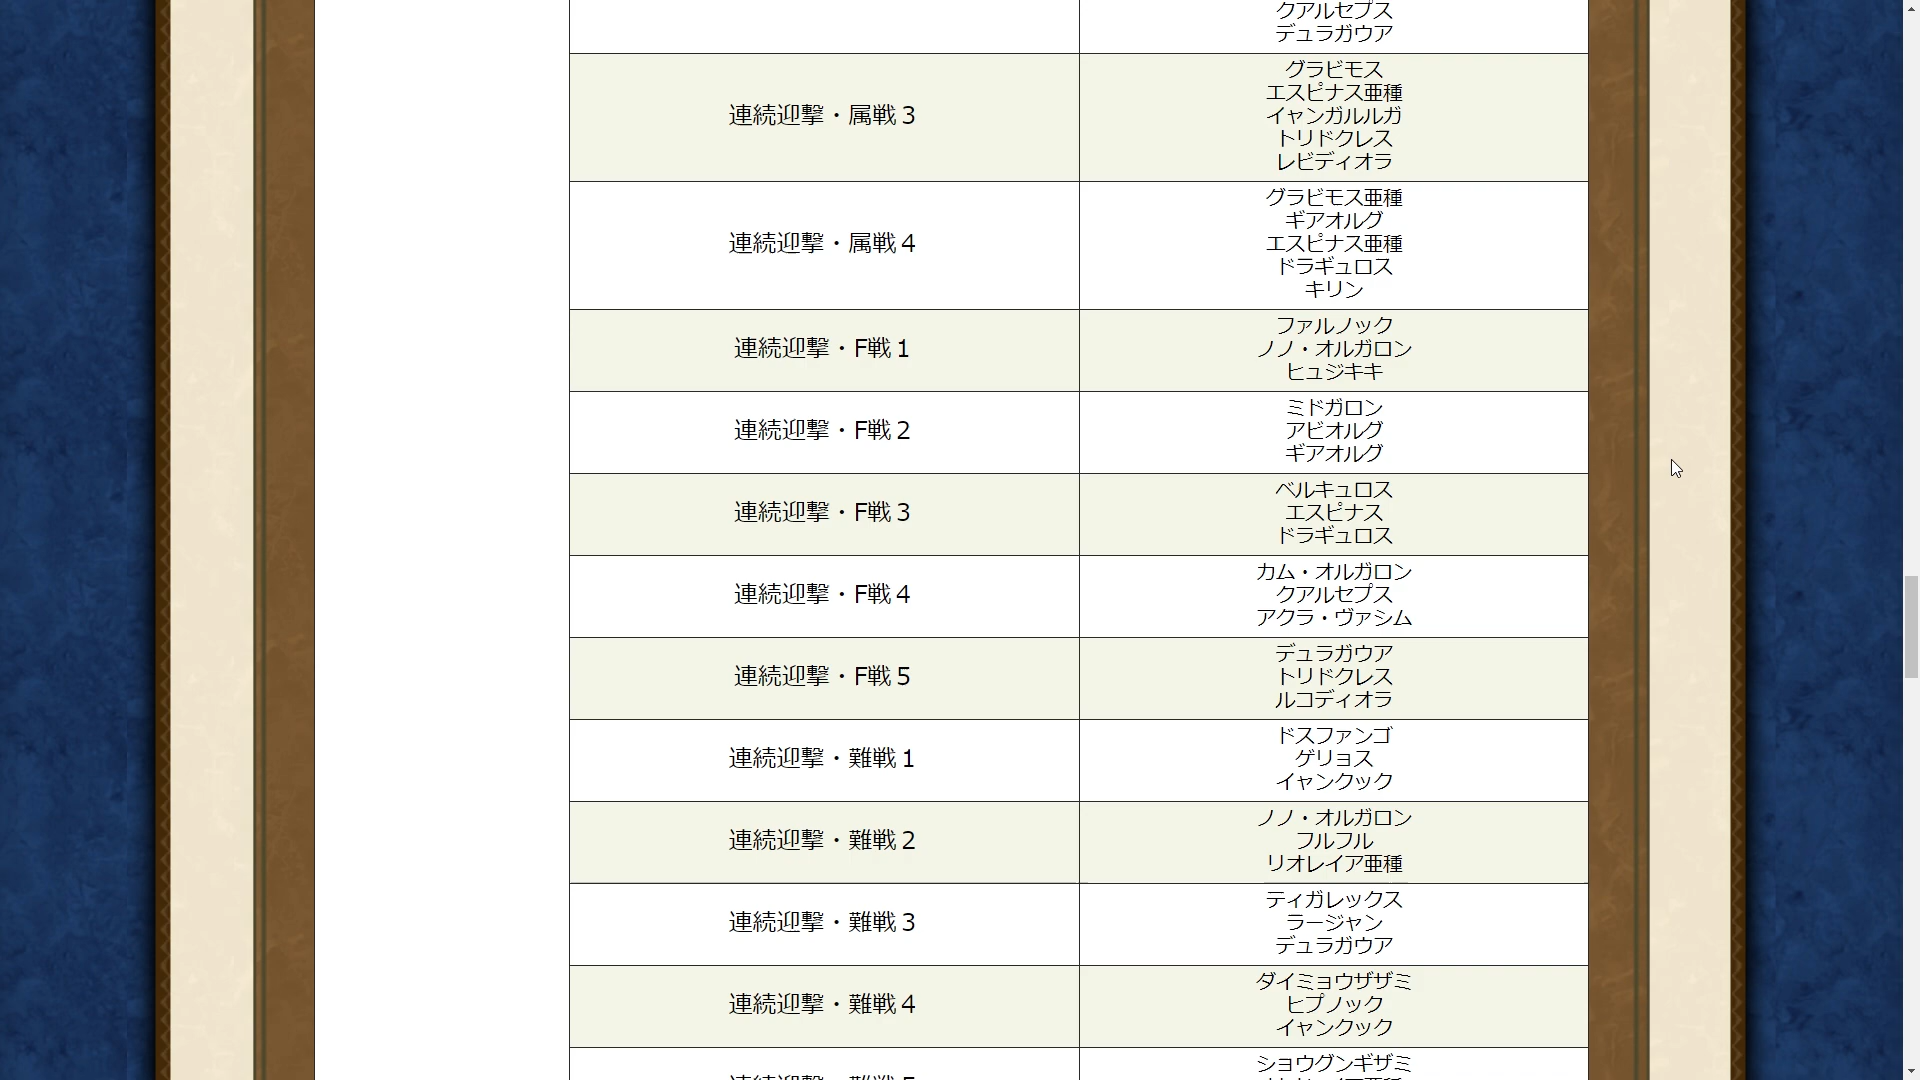 クアルセプス
デュラガウア
連続迎撃・属戦３
グラビモス
エスピナス亜種
イャンガルルガ
トリドクレス
レビディオラ
連続迎撃・属戦４
グラビモス亜種
ギアオルグ
エスピナス亜種
ドラギュロス
キリン
連続迎撃・F戦１
ファルノック
ノノ・オルガロン
ヒュジキキ
連続迎撃・F戦２
ミドガロン
アビオルグ
ギアオルグ
連続迎撃・F戦３
ベルキュロス
エスピナス
ドラギュロス
連続迎撃・F戦４
カム・オルガロン
クアルセプス
アクラ・ヴァシム
連続迎撃・F戦５
デュラガウア
トリドクレス
ルコディオラ
連続迎撃・難戦１
ドスファンゴ
ゲリョス
イャンクック
連続迎撃・難戦２
ノノ・オルガロン
フルフル
リオレイア亜種
連続迎撃・難戦３
ティガレックス
ラージャン
デュラガウア
連続迎撃・難戦４
ダイミョウザザミ
ヒプノック
イャンクック
ショウグンギザミ